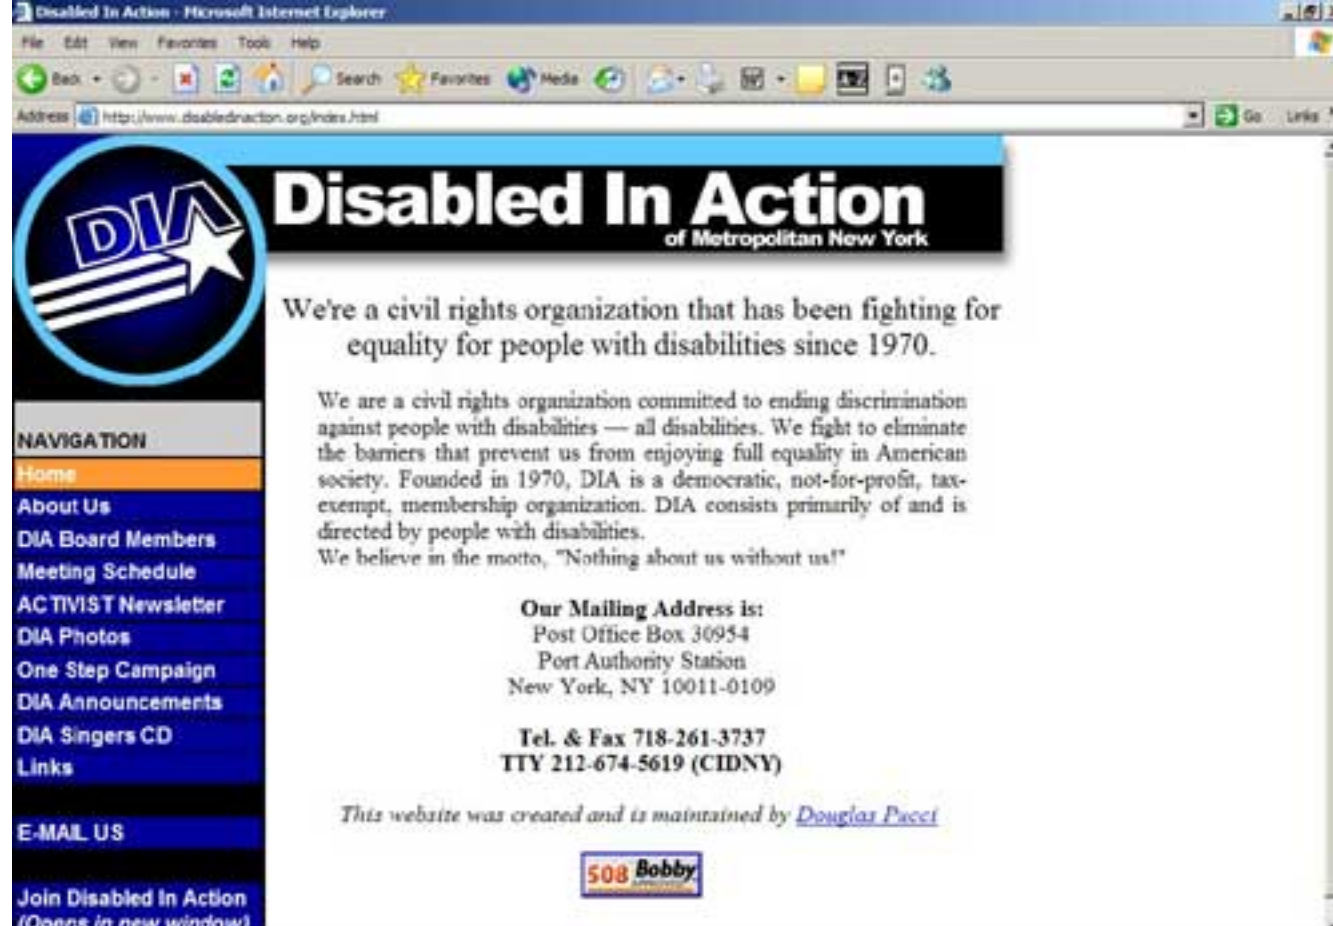 Disabled In Action - Microsoft Internet Explorer
File Edit View Favorites Tools Help
Back Search Favorites Media
Address http://www.disabledinaction.org/index.html Go Links
DIA
Disabled In Action
of Metropolitan New York
We're a civil rights organization that has been fighting for
equality for people with disabilities since 1970.
We are a civil rights organization committed to ending discrimination
against people with disabilities — all disabilities. We fight to eliminate
the barriers that prevent us from enjoying full equality in American
society. Founded in 1970, DIA is a democratic, not-for-profit, tax-
exempt, membership organization. DIA consists primarily of and is
directed by people with disabilities.
We believe in the motto, "Nothing about us without us!"
Our Mailing Address is:
Post Office Box 30954
Port Authority Station
New York, NY 10011-0109
Tel. & Fax 718-261-3737
TTY 212-674-5619 (CIDNY)
This website was created and is maintained by Douglas Pucci
508 Bobby
APPROVED
NAVIGATION
Home
About Us
DIA Board Members
Meeting Schedule
ACTIVIST Newsletter
DIA Photos
One Step Campaign
DIA Announcements
DIA Singers CD
Links
E-MAIL US
Join Disabled In Action
(Opens in new window)